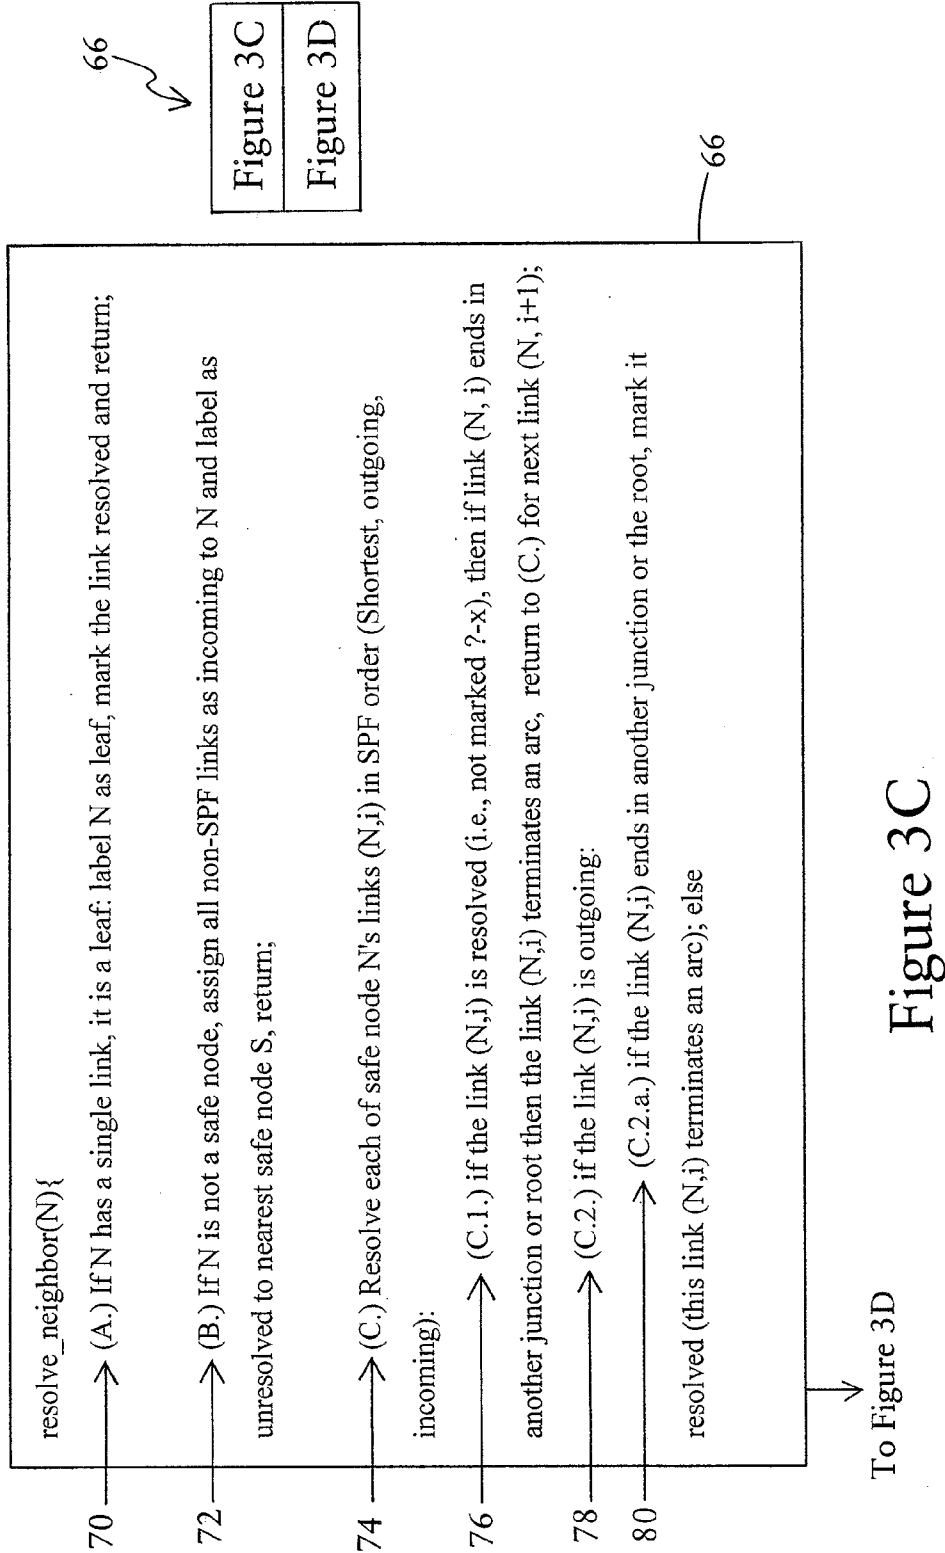 66
Figure 3C
Figure 3D
66
resolve_neighbor(N){
70
(A.) If N has a single link, it is a leaf: label N as leaf, mark the link resolved and return;
72
(B.) If N is not a safe node, assign all non-SPF links as incoming to N and label as
unresolved to nearest safe node S, return;
74
(C.) Resolve each of safe node N's links (N,i) in SPF order (Shortest, outgoing,
incoming):
76
(C.1.) if the link (N,i) is resolved (i.e., not marked ?-x), then if link (N, i) ends in
another junction or root then the link (N,i) terminates an arc, return to (C.) for next link (N, i+1);
78
(C.2.) if the link (N,i) is outgoing:
80
(C.2.a.) if the link (N,i) ends in another junction or the root, mark it
resolved (this link (N,i) terminates an arc); else
To Figure 3D
Figure 3C